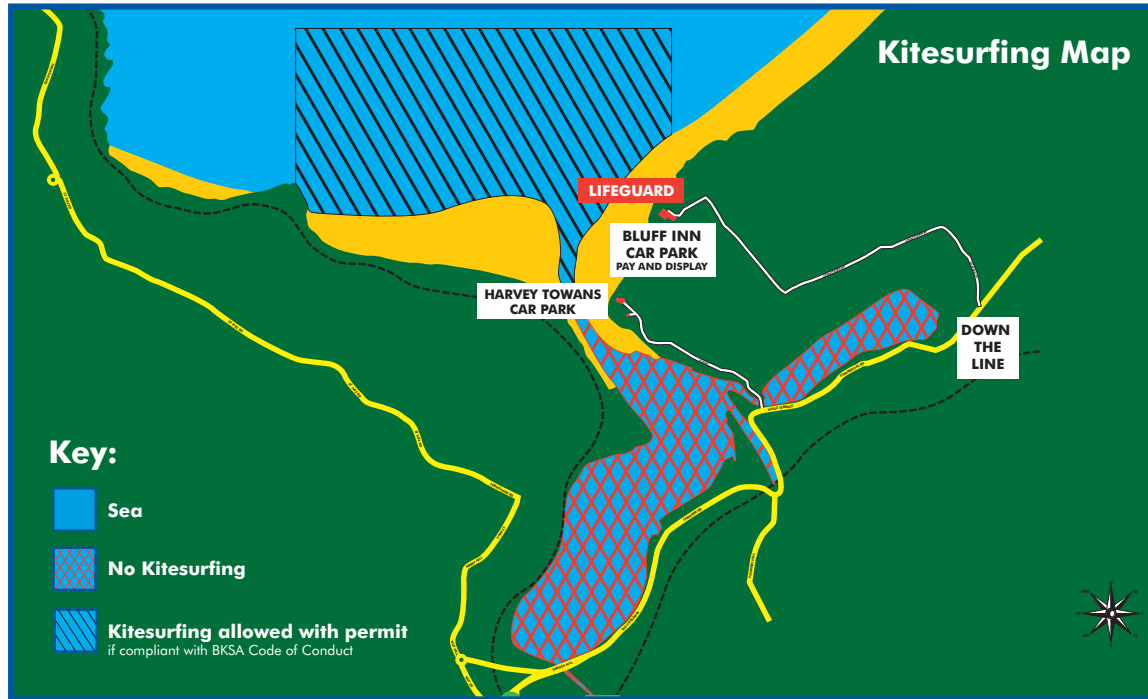 Kitesurfing Map
LIFEGUARD
BLUFF INN
CAR PARK
PAY AND DISPLAY
HARVEY TOWANS
CAR PARK
DOWN
THE
LINE
Key:
Sea
No Kitesurfing
Kitesurfing allowed with permit
if compliant with BKSA Code of Conduct